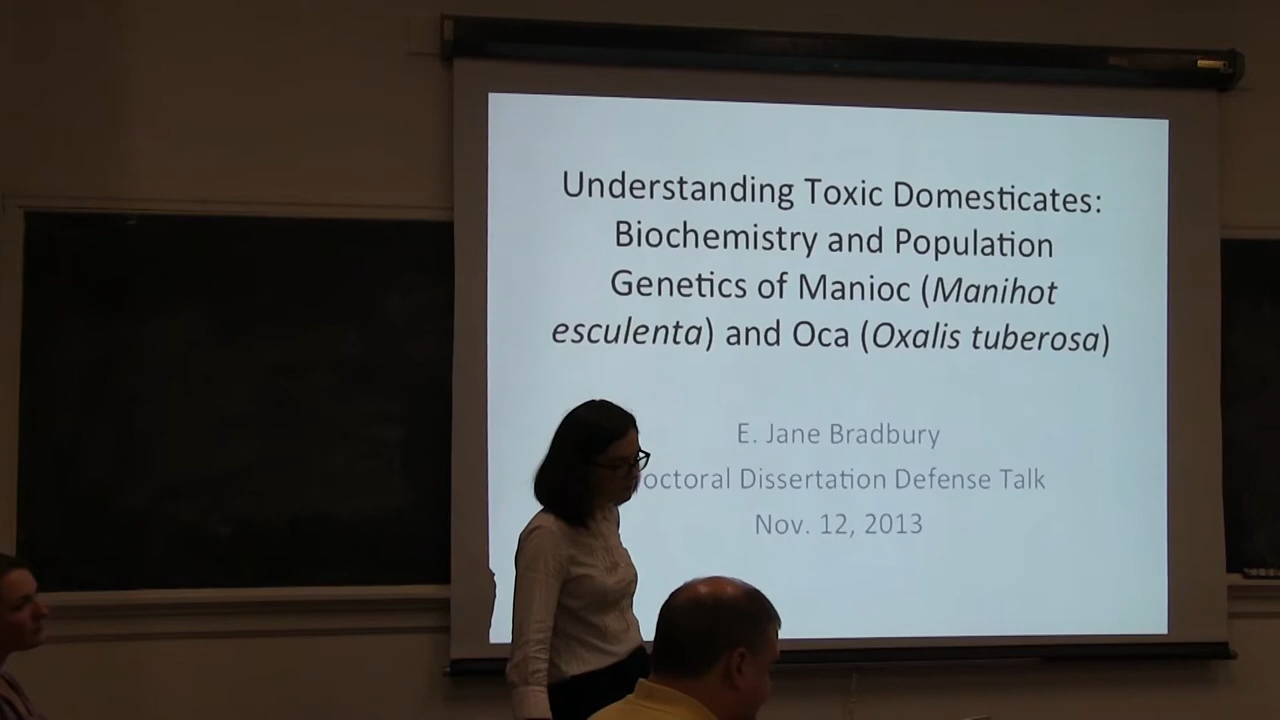 Understanding Toxic Domesticates:
Biochemistry and Population
Genetics of Manioc (Manihot
esculenta) and Oca (Oxalis tuberosa)
E. Jane Bradbury
octoral Dissertation Defense Talk
Nov. 12, 2013